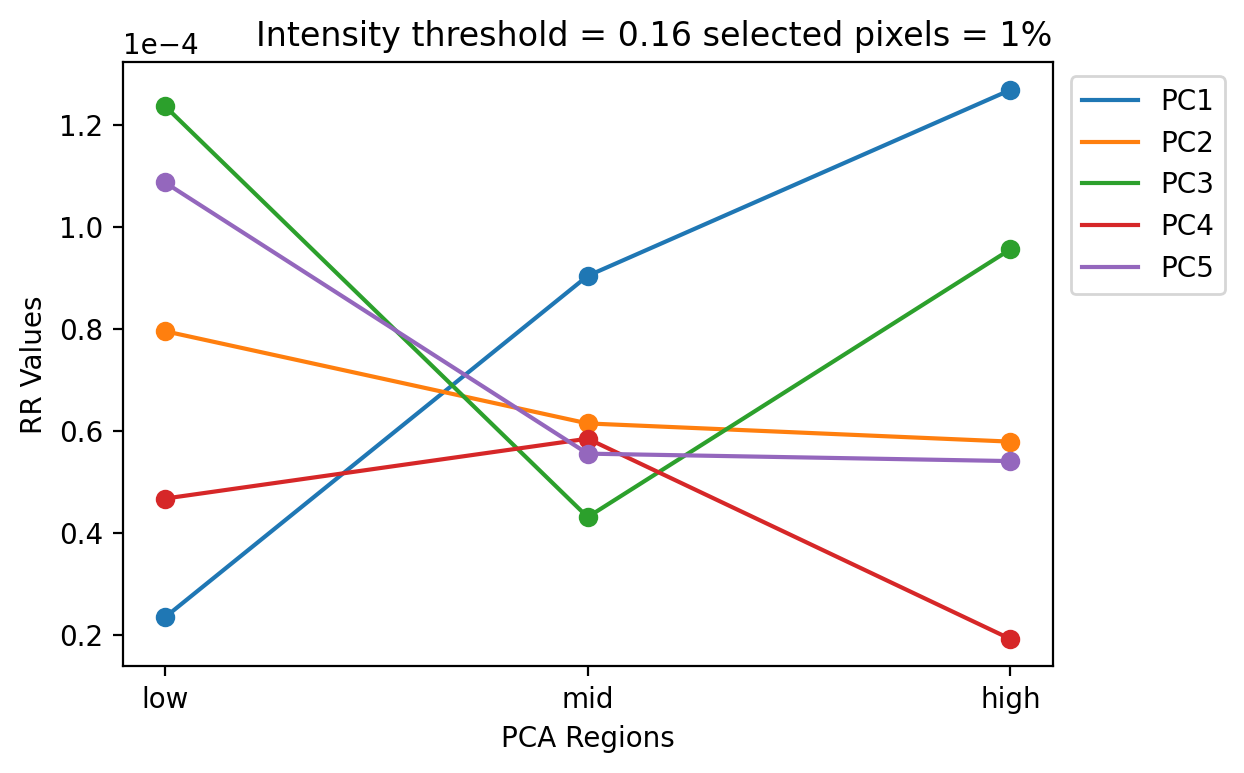 Intensity threshold = 0.16 selected pixels = 1%
1e−4
1.2
1.0
0.8
0.6
0.4
0.2
RR Values
low mid high
PCA Regions
PC1
PC2
PC3
PC4
PC5